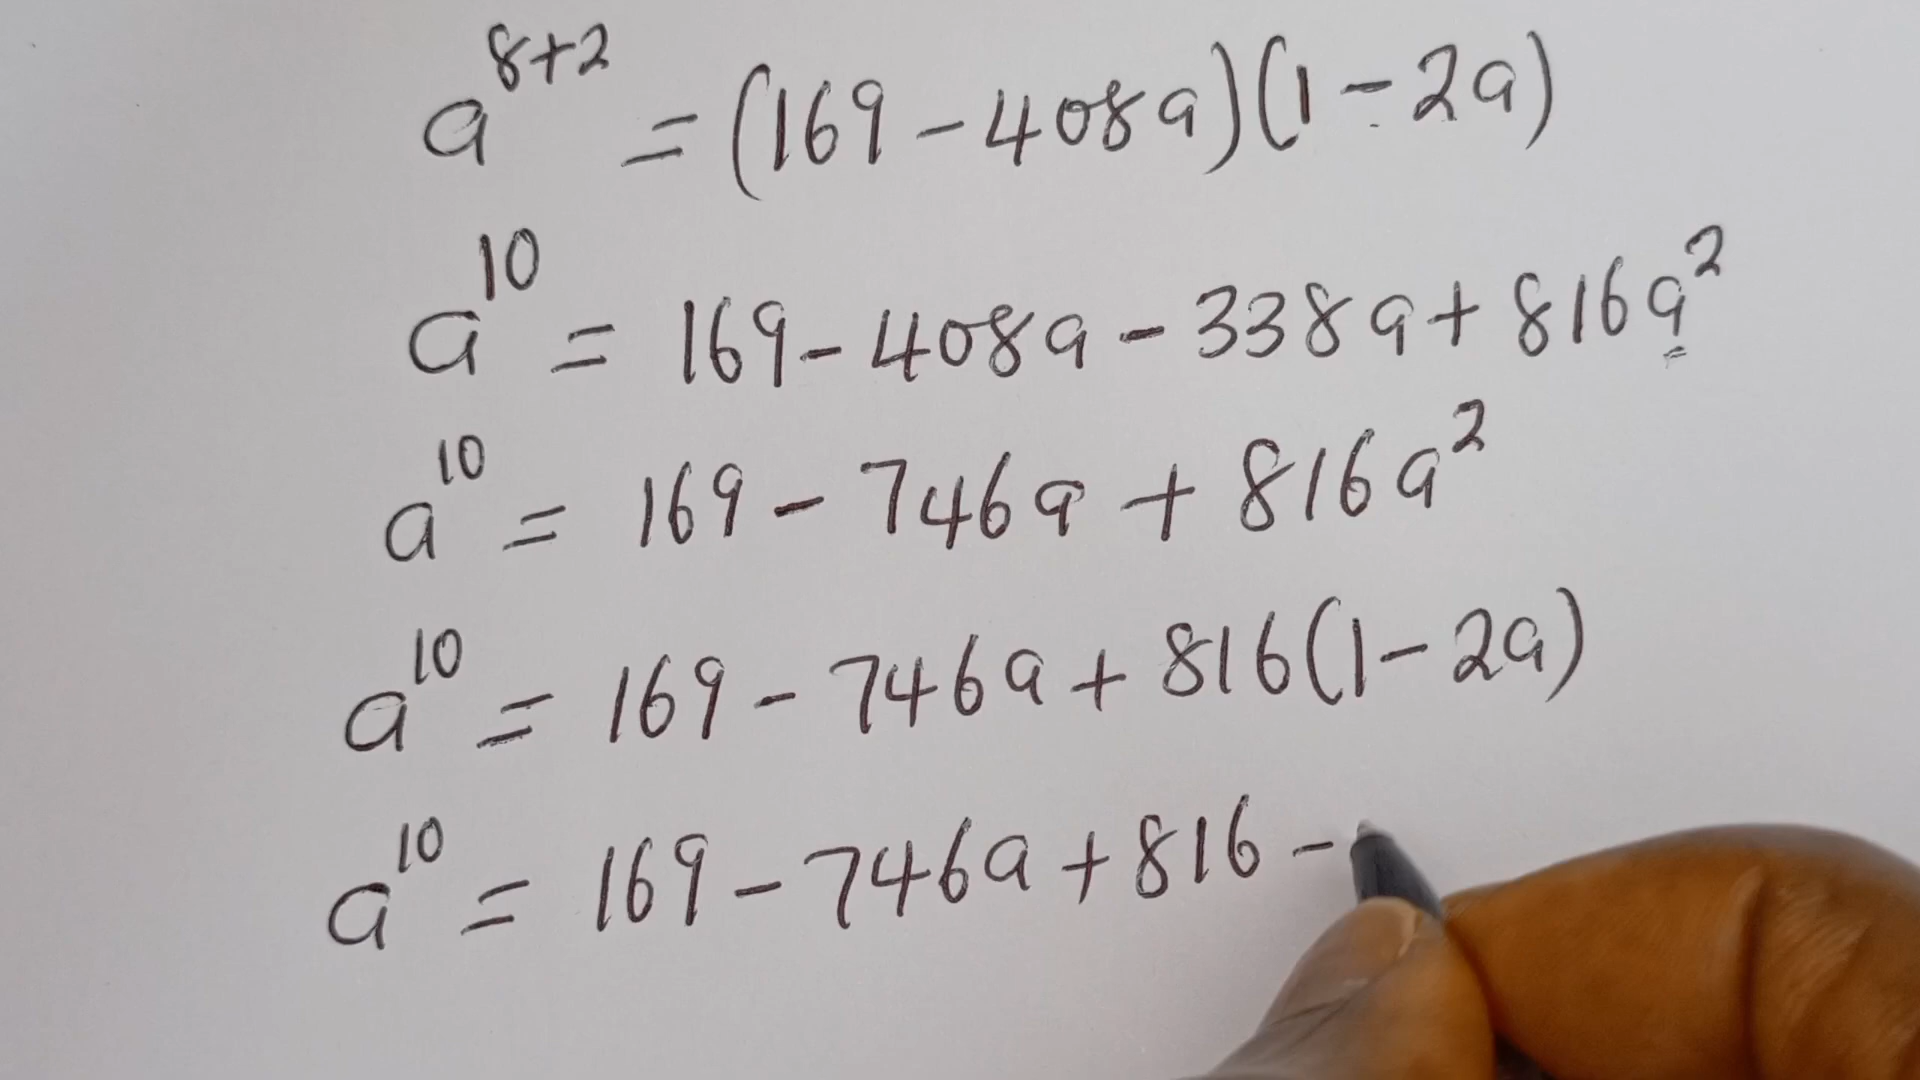 a^{8+2} = (169 - 408a)(1 - 2a)
a^{10} = 169 - 408a - 338a + 816a^2
a^{10} = 169 - 746a + 816a^2
a^{10} = 169 - 746a + 816(1 - 2a)
a^{10} = 169 - 746a + 816 -